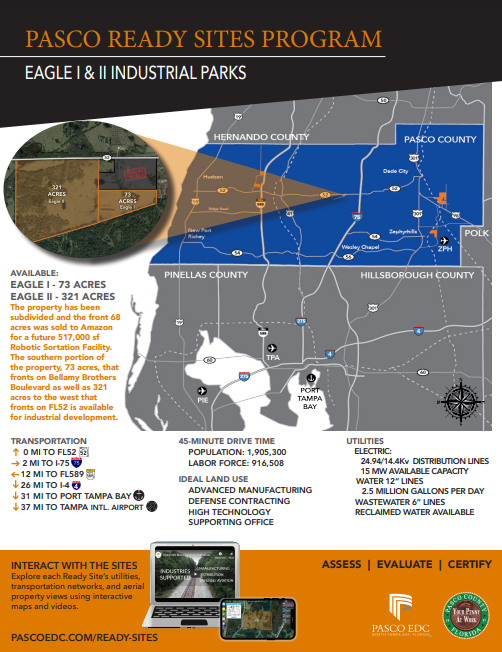 PASCO READY SITES PROGRAM
EAGLE I & II INDUSTRIAL PARKS
HERNANDO COUNTY
PASCO COUNTY
Hudson
Dade City
New Port
Richey
Zephyrhills
Wesley Chapel
ZPH
POLK
321
ACRES
Eagle II
73
ACRES
Eagle I
PINELLAS COUNTY
HILLSBOROUGH COUNTY
TPA
PIE
PORT
TAMPA
BAY
AVAILABLE:
EAGLE I - 73 ACRES
EAGLE II - 321 ACRES
The property has been
subdivided and the front 68
acres was sold to Amazon
for a future 517,000 sf
Robotic Sortation Facility.
The southern portion of
the property, 73 acres, that
fronts on Bellamy Brothers
Boulevard as well as 321
acres to the west that
fronts on FL52 is available
for industrial development.
TRANSPORTATION
↑ 0 MI TO FL52 52
→ 2 MI TO I-75
← 12 MI TO FL589
↓ 26 MI TO I-4
↓ 31 MI TO PORT TAMPA BAY
↓ 37 MI TO TAMPA INTL. AIRPORT
45-MINUTE DRIVE TIME
POPULATION: 1,905,300
LABOR FORCE: 916,508
IDEAL LAND USE
ADVANCED MANUFACTURING
DEFENSE CONTRACTING
HIGH TECHNOLOGY
SUPPORTING OFFICE
UTILITIES
ELECTRIC:
24.94/14.4Kv DISTRIBUTION LINES
15 MW AVAILABLE CAPACITY
WATER 12" LINES
2.5 MILLION GALLONS PER DAY
WASTEWATER 6" LINES
RECLAIMED WATER AVAILABLE
INTERACT WITH THE SITES
Explore each Ready Site's utilities,
transportation networks, and aerial
property views using interactive
maps and videos.
PASCOEDC.COM/READY-SITES
INDUSTRIES
SUPPORTED
ASSESS | EVALUATE | CERTIFY
PASCO EDC
NORTH TAMPA BAY, FLORIDA
PASCO COUNTY
YOUR PENNY
AT WORK
FLORIDA